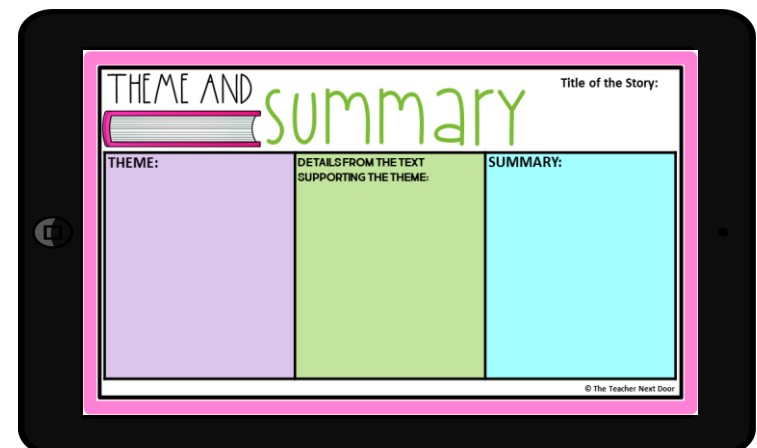 THEME AND
summary
Title of the Story:
THEME:
DETAILS FROM THE TEXT
SUPPORTING THE THEME:
SUMMARY:
© The Teacher Next Door